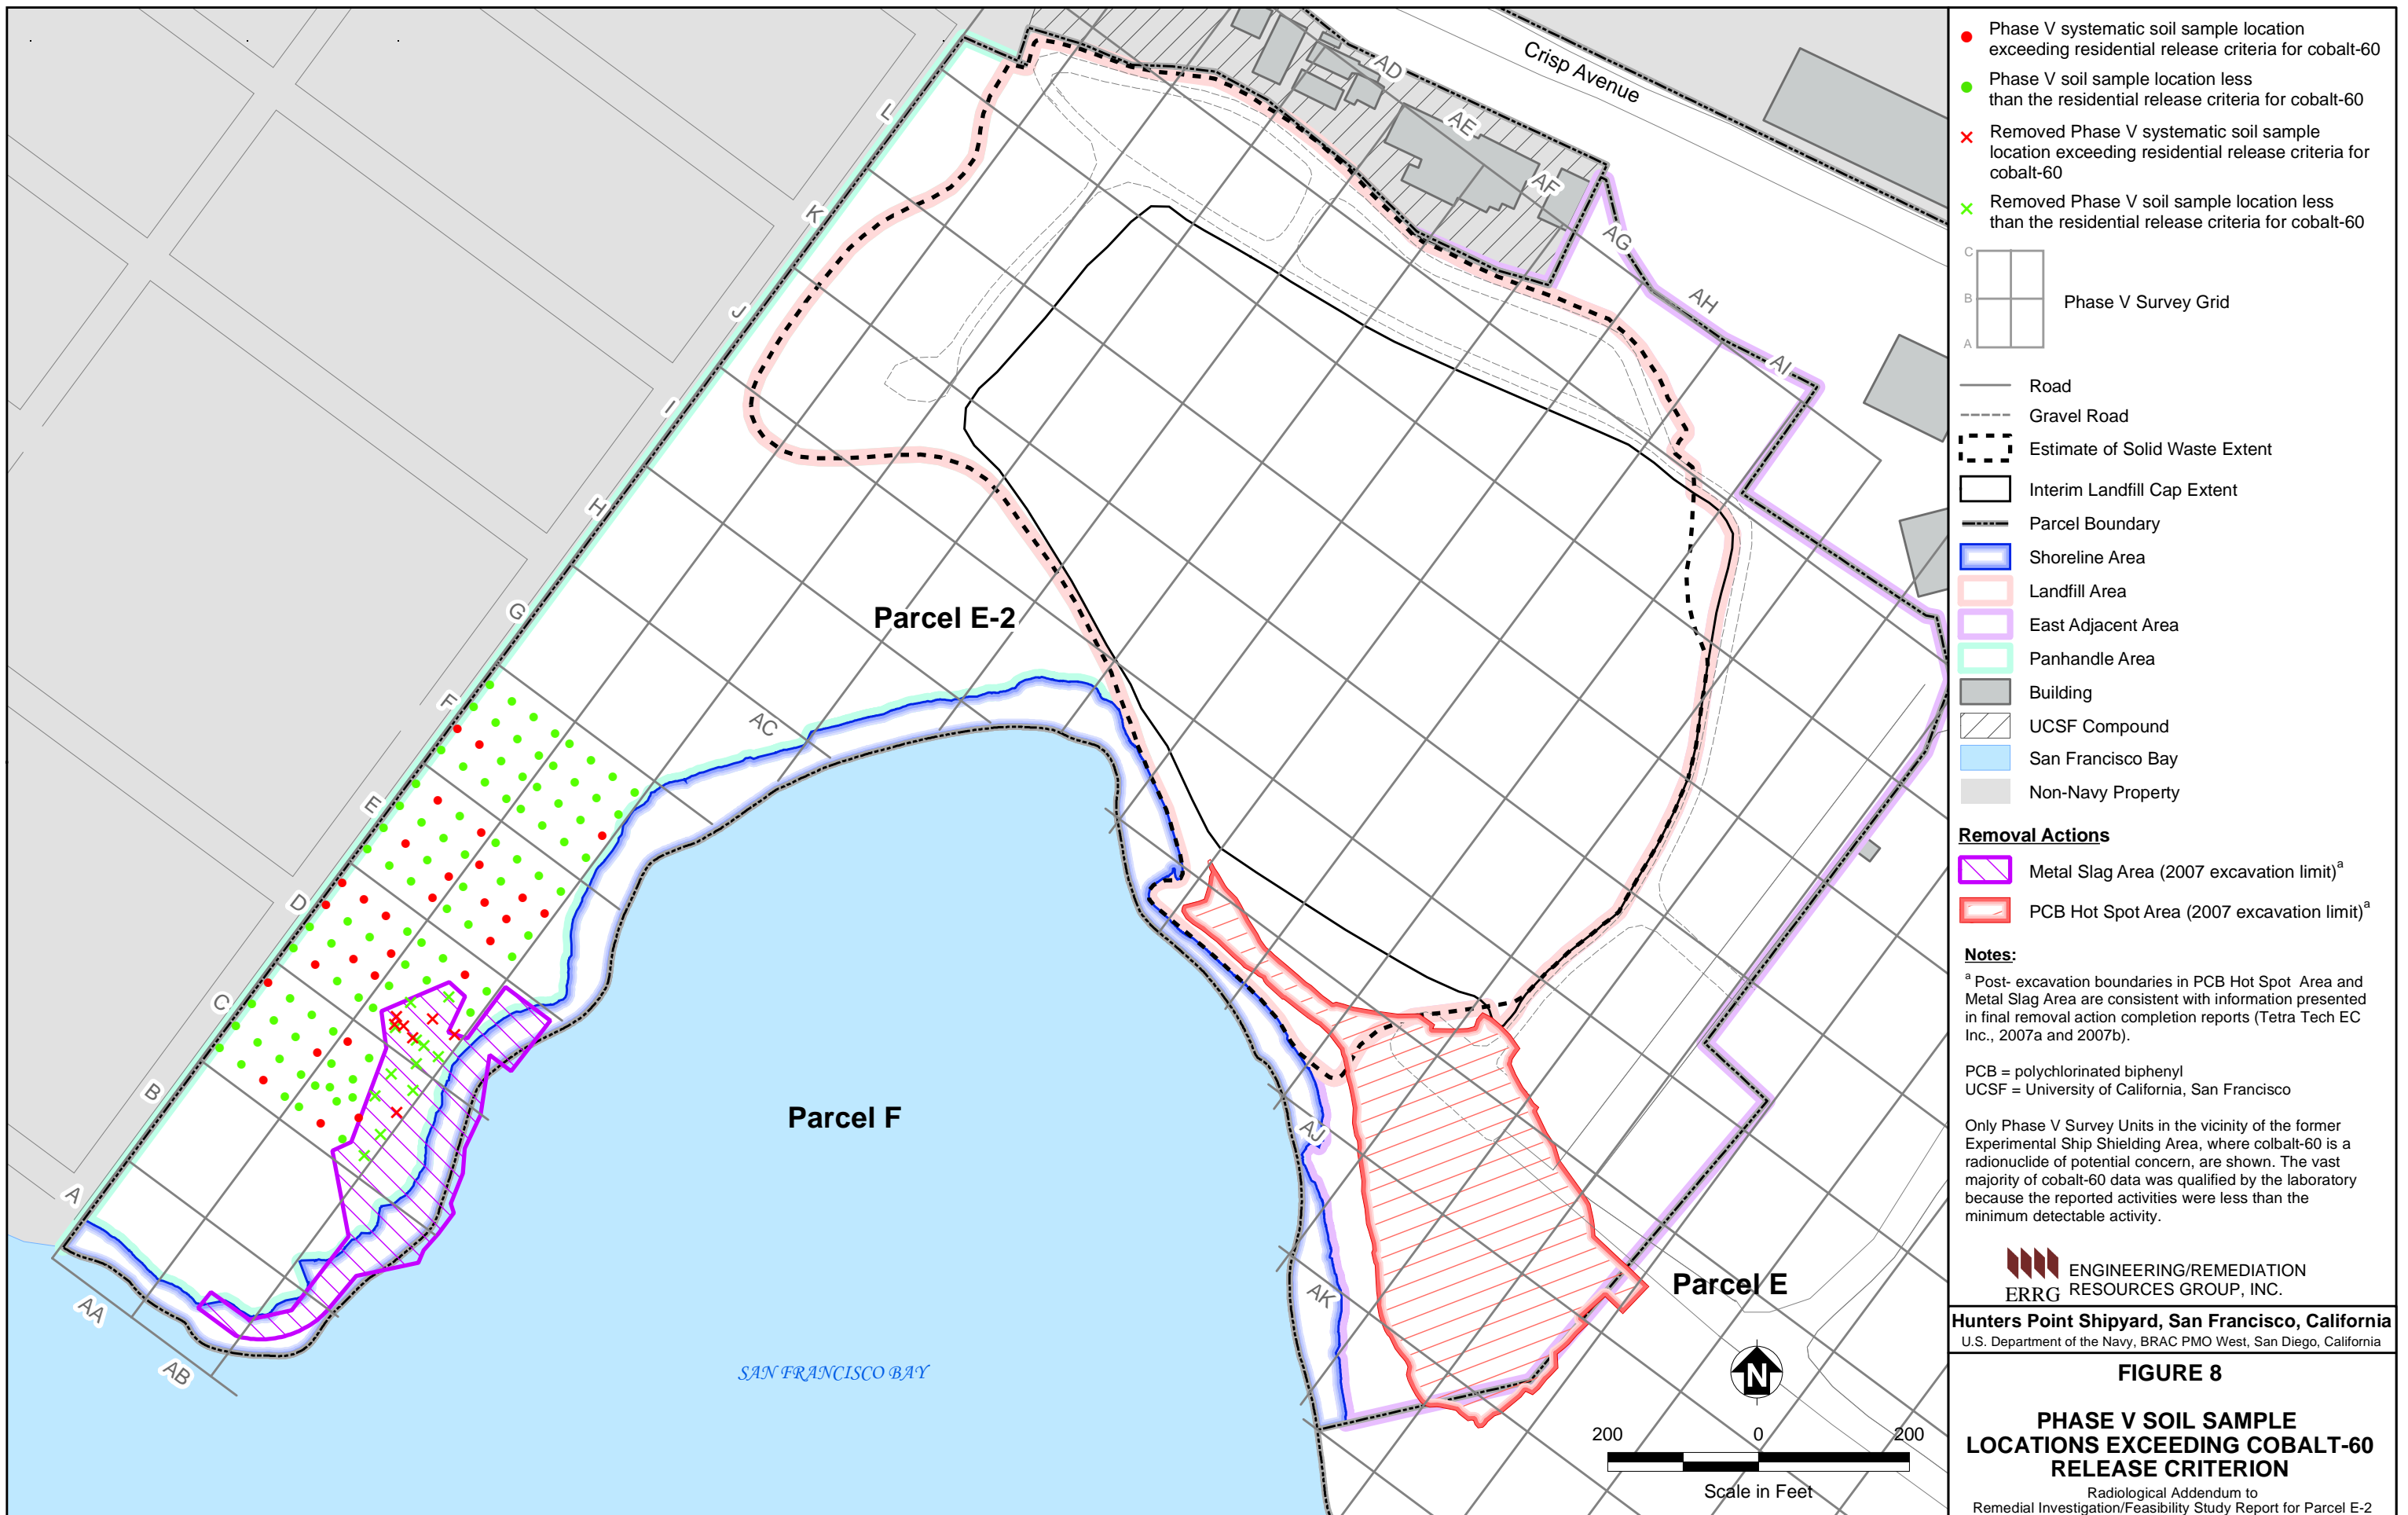 L
K
J
I
H
G
F
E
D
C
B
A
AA
AB
AC
AD
AE
AF
AG
AH
AI
AJ
AK
Crisp Avenue
Parcel E-2
Parcel F
Parcel E
SAN FRANCISCO BAY
N
200 0 200
Scale in Feet
Phase V systematic soil sample location
exceeding residential release criteria for cobalt-60
Phase V soil sample location less
than the residential release criteria for cobalt-60
Removed Phase V systematic soil sample
location exceeding residential release criteria for
cobalt-60
Removed Phase V soil sample location less
than the residential release criteria for cobalt-60
C
B
A
Phase V Survey Grid
Road
Gravel Road
Estimate of Solid Waste Extent
Interim Landfill Cap Extent
Parcel Boundary
Shoreline Area
Landfill Area
East Adjacent Area
Panhandle Area
Building
UCSF Compound
San Francisco Bay
Non-Navy Property
Removal Actions
Metal Slag Area (2007 excavation limit)a
PCB Hot Spot Area (2007 excavation limit)a
Notes:
a Post- excavation boundaries in PCB Hot Spot Area and
Metal Slag Area are consistent with information presented
in final removal action completion reports (Tetra Tech EC
Inc., 2007a and 2007b).
PCB = polychlorinated biphenyl
UCSF = University of California, San Francisco
Only Phase V Survey Units in the vicinity of the former
Experimental Ship Shielding Area, where colbalt-60 is a
radionuclide of potential concern, are shown. The vast
majority of cobalt-60 data was qualified by the laboratory
because the reported activities were less than the
minimum detectable activity.
ERRG
ENGINEERING/REMEDIATION
RESOURCES GROUP, INC.
Hunters Point Shipyard, San Francisco, California
U.S. Department of the Navy, BRAC PMO West, San Diego, California
FIGURE 8
PHASE V SOIL SAMPLE
LOCATIONS EXCEEDING COBALT-60
RELEASE CRITERION
Radiological Addendum to
Remedial Investigation/Feasibility Study Report for Parcel E-2